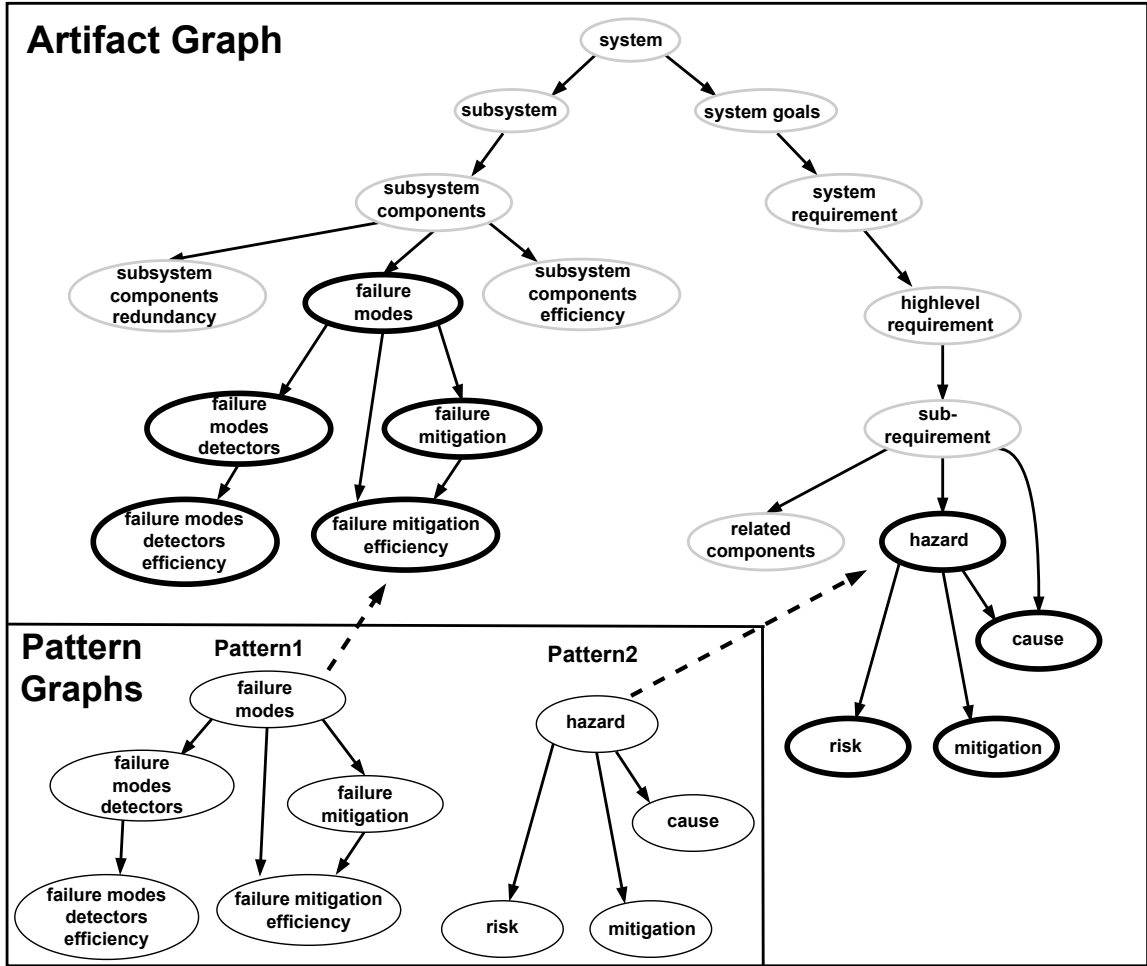 Artifact Graph
system
subsystem
system goals
subsystem
components
system
requirement
subsystem
components
redundancy
failure
modes
subsystem
components
efficiency
highlevel
requirement
failure
modes
detectors
failure
mitigation
sub-
requirement
failure modes
detectors
efficiency
failure mitigation
efficiency
related
components
hazard
cause
risk
mitigation
Pattern
Graphs
Pattern1
failure
modes
failure
modes
detectors
failure
mitigation
failure modes
detectors
efficiency
failure mitigation
efficiency
Pattern2
hazard
cause
risk
mitigation